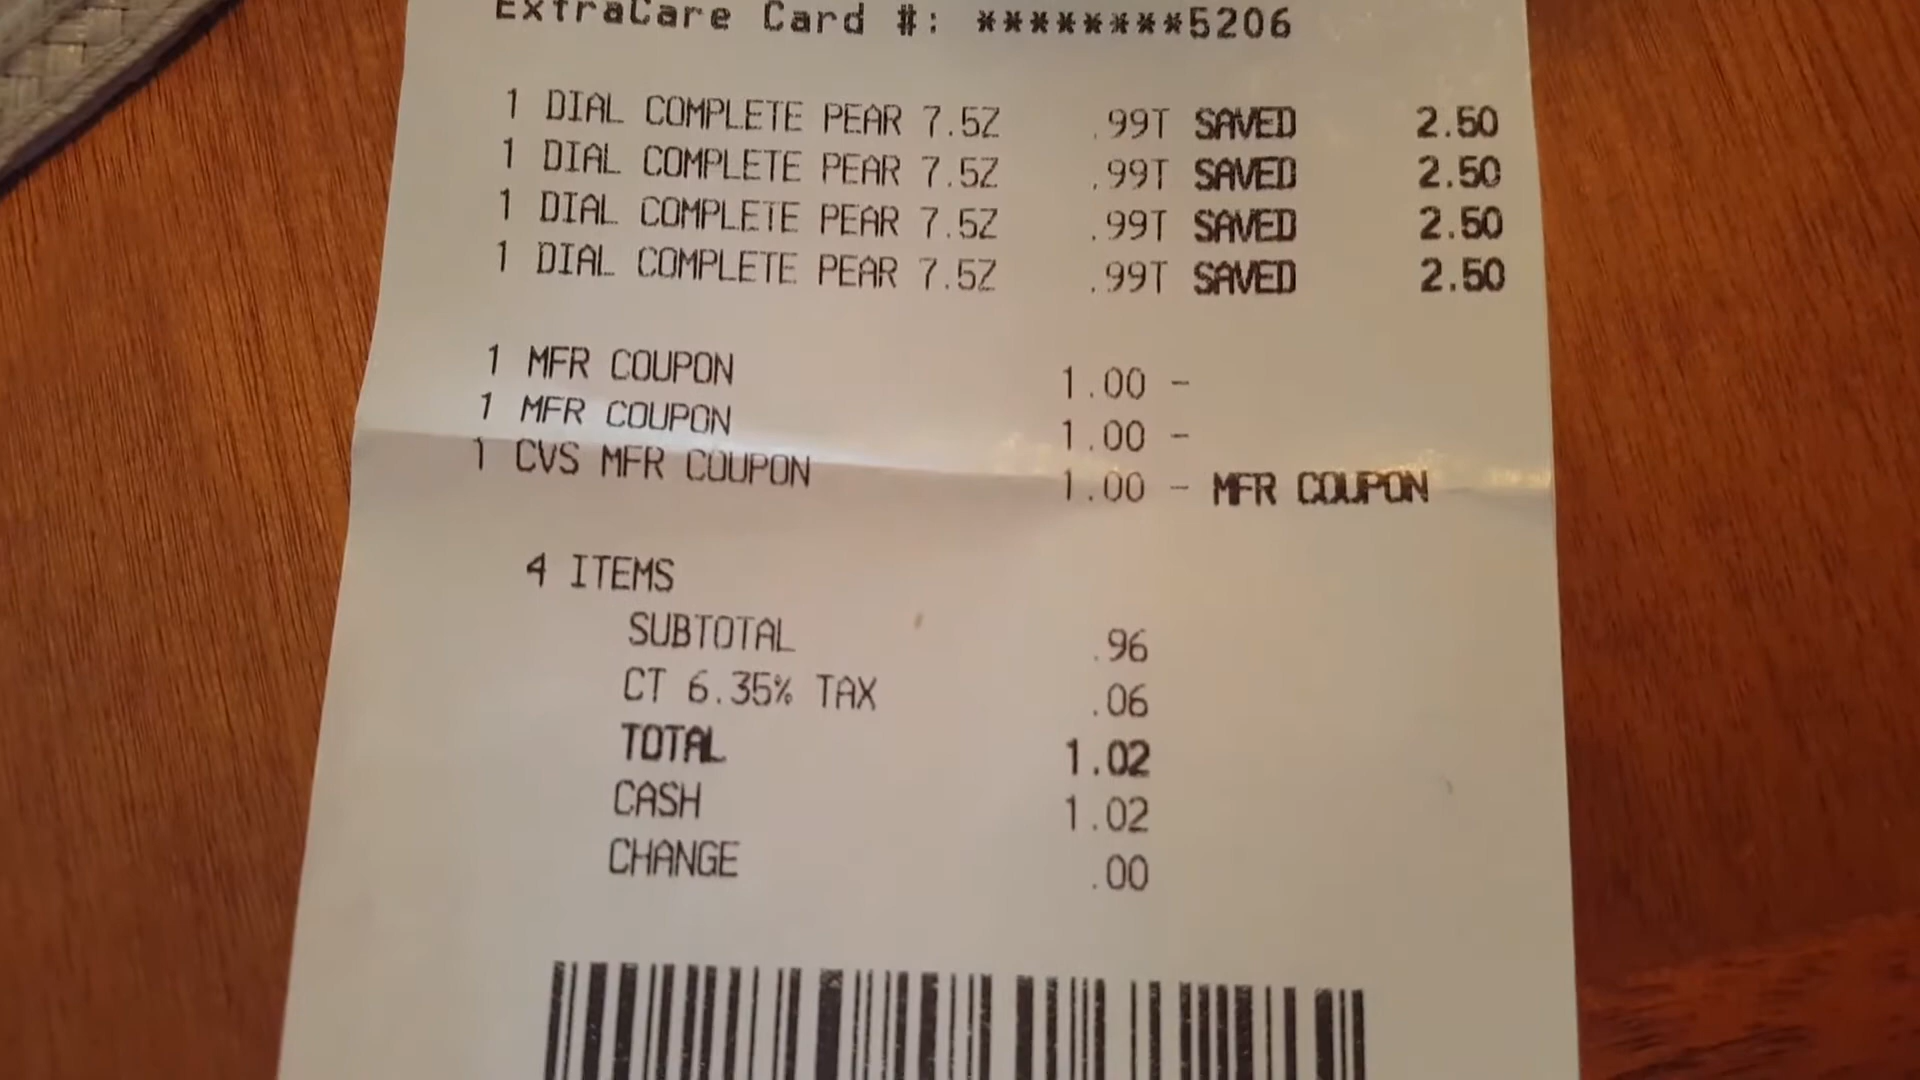 ExtraCare Card #: ********5206
1 DIAL COMPLETE PEAR 7.5Z .99T SAVED 2.50
1 DIAL COMPLETE PEAR 7.5Z .99T SAVED 2.50
1 DIAL COMPLETE PEAR 7.5Z .99T SAVED 2.50
1 DIAL COMPLETE PEAR 7.5Z .99T SAVED 2.50
1 MFR COUPON 1.00 -
1 MFR COUPON 1.00 -
1 CVS MFR COUPON 1.00 - MFR COUPON
4 ITEMS
SUBTOTAL .96
CT 6.35% TAX .06
TOTAL 1.02
CASH 1.02
CHANGE .00